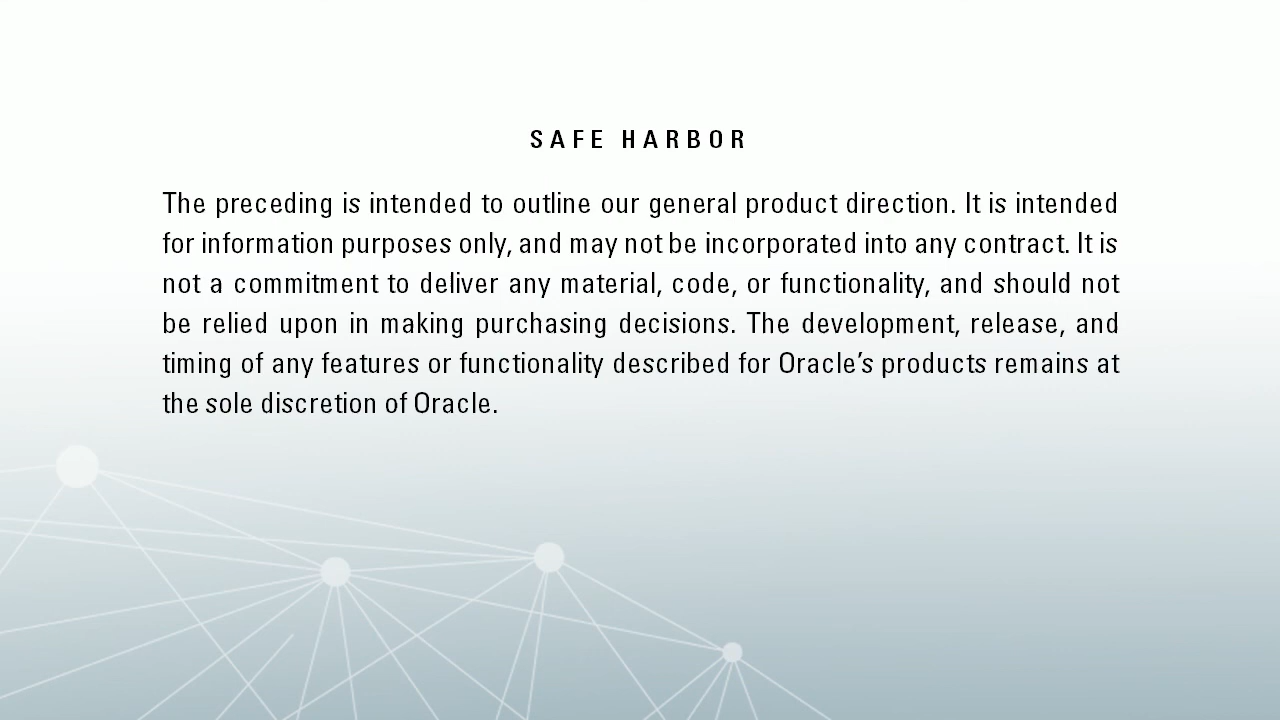 SAFE HARBOR
The preceding is intended to outline our general product direction. It is intended
for information purposes only, and may not be incorporated into any contract. It is
not a commitment to deliver any material, code, or functionality, and should not
be relied upon in making purchasing decisions. The development, release, and
timing of any features or functionality described for Oracle’s products remains at
the sole discretion of Oracle.